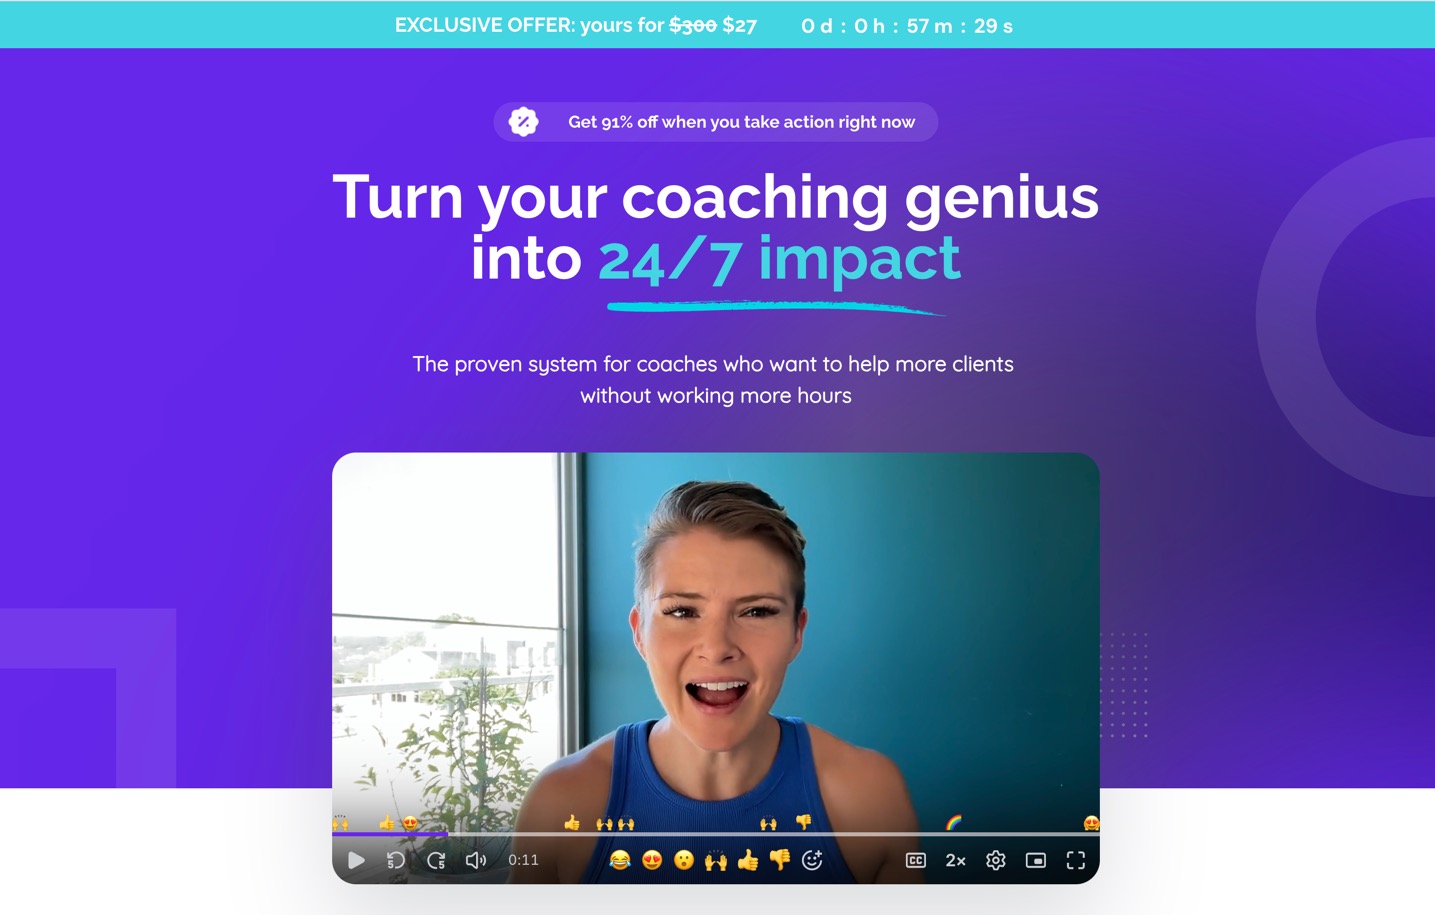 EXCLUSIVE OFFER: yours for $300 $27 0 d : 0 h : 57 m : 29 s
Get 91% off when you take action right now
Turn your coaching genius
into 24/7 impact
The proven system for coaches who want to help more clients
without working more hours
5 5 0:11 CC 2×